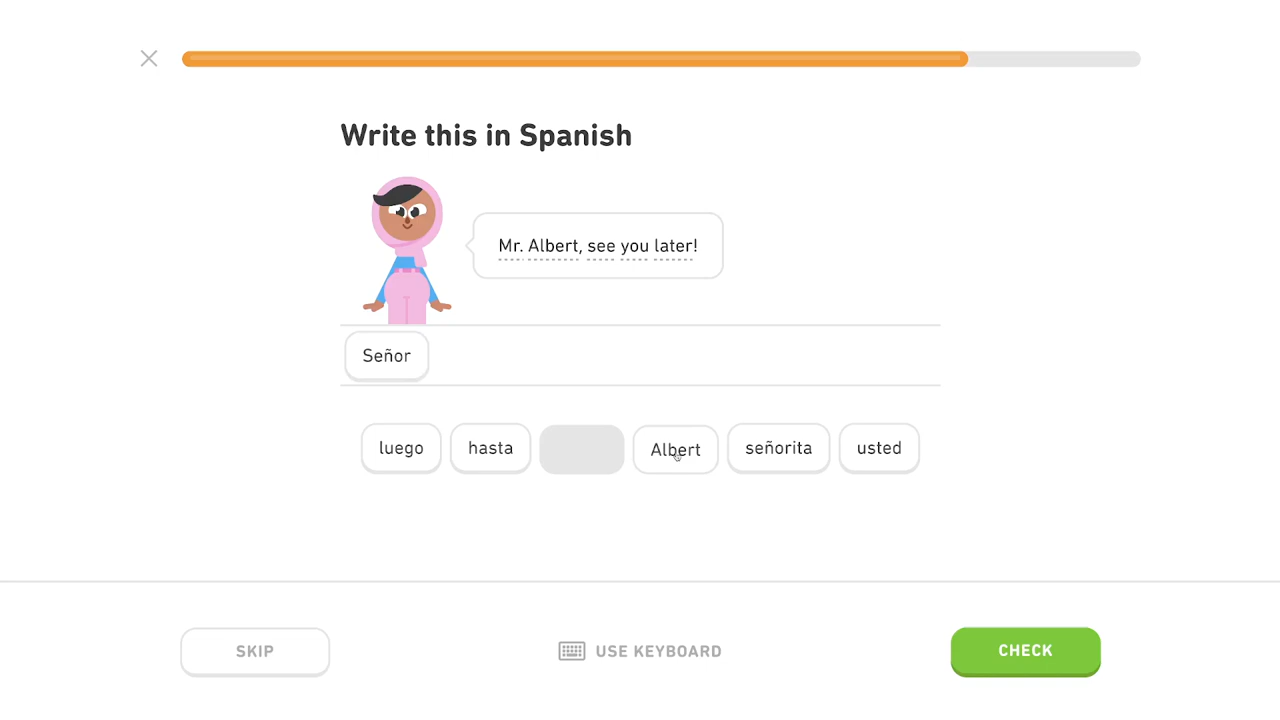 Write this in Spanish
Mr. Albert, see you later!
Señor
luego hasta Albert señorita usted
SKIP USE KEYBOARD CHECK